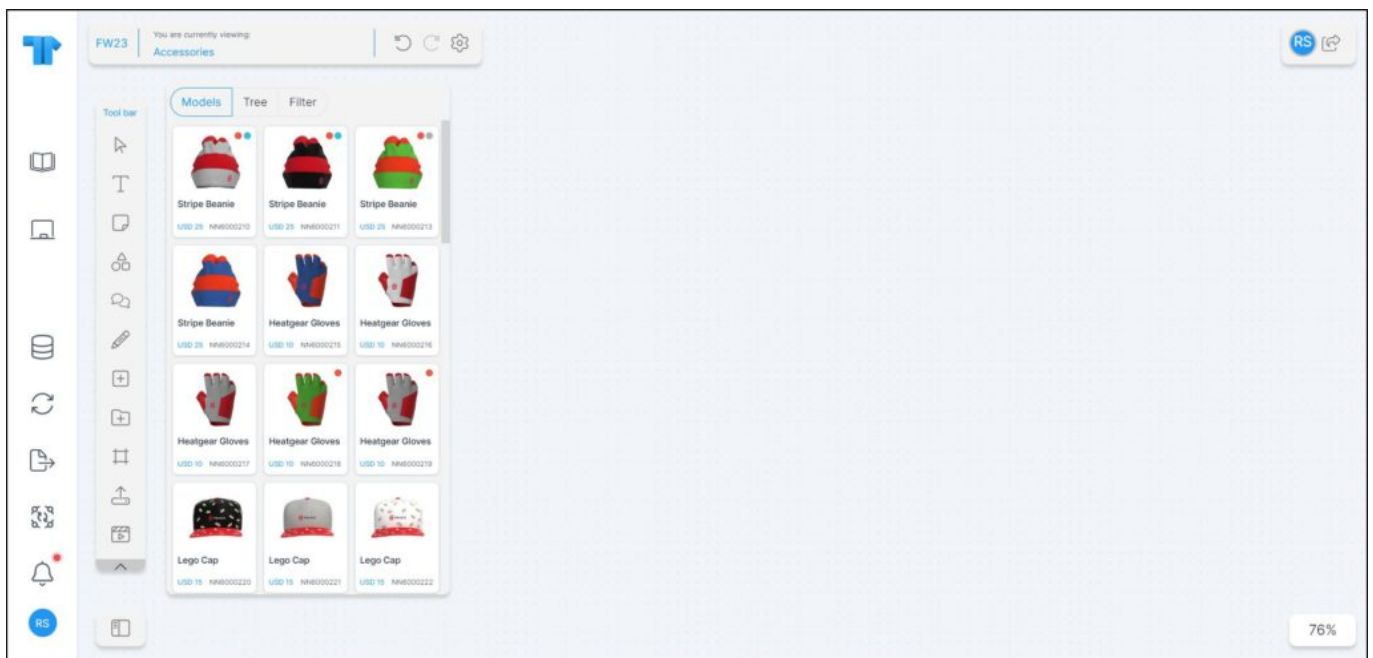 FW23
You are currently viewing:
Accessories
RS
Tool bar
Models Tree Filter
Stripe Beanie Stripe Beanie Stripe Beanie
USD 25 NN6000210 USD 25 NN6000211 USD 25 NN6000213
Stripe Beanie Heatgear Gloves Heatgear Gloves
USD 25 NN6000214 USD 10 NN6000215 USD 10 NN6000216
Heatgear Gloves Heatgear Gloves Heatgear Gloves
USD 10 NN6000217 USD 10 NN6000218 USD 10 NN6000219
Lego Cap Lego Cap Lego Cap
USD 15 NN6000220 USD 15 NN6000221 USD 15 NN6000222
RS
76%